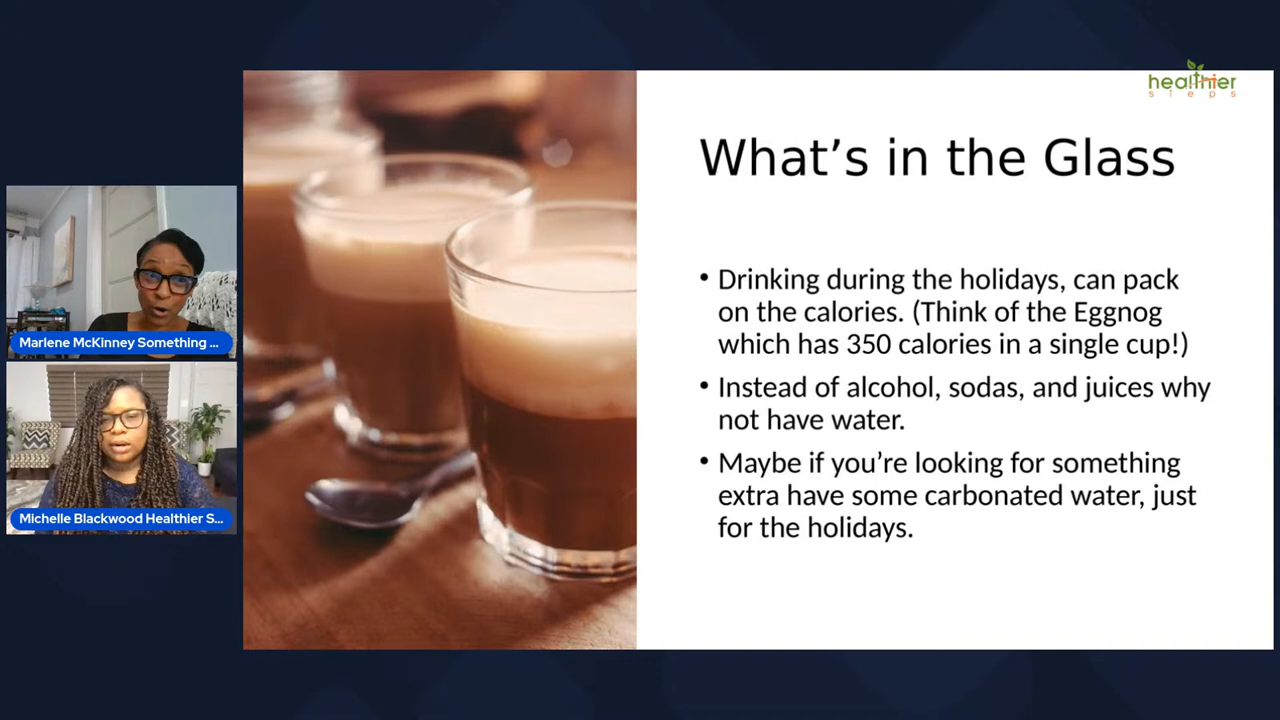 healthier
steps
What’s in the Glass
• Drinking during the holidays, can pack
on the calories. (Think of the Eggnog
which has 350 calories in a single cup!)
• Instead of alcohol, sodas, and juices why
not have water.
• Maybe if you’re looking for something
extra have some carbonated water, just
for the holidays.
Marlene McKinney Something ...
Michelle Blackwood Healthier S...